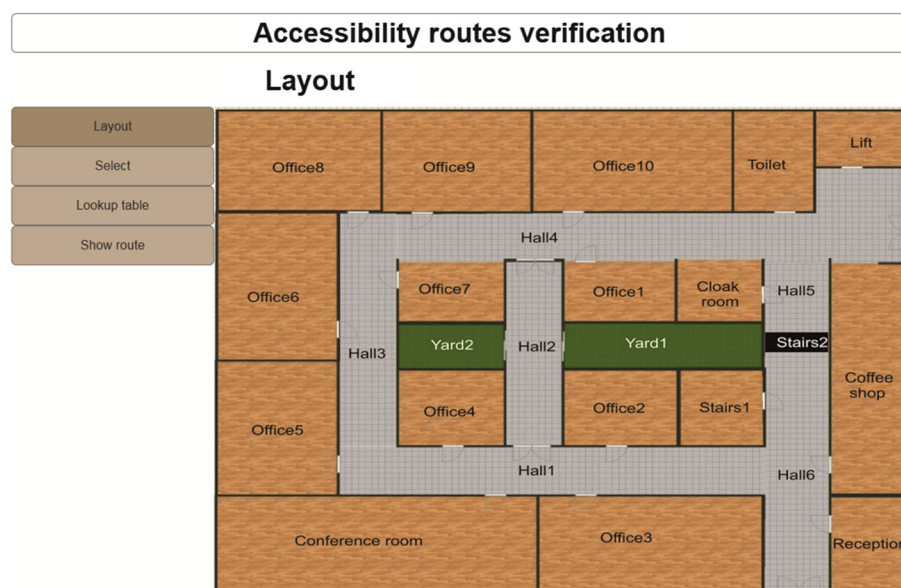 Accessibility routes verification
Layout
Layout
Select
Lookup table
Show route
Office8
Office9
Office10
Toilet
Lift
Hall4
Office6
Office7
Office1
Cloak
room
Hall5
Hall3
Yard2
Hall2
Yard1
Stairs2
Coffee
shop
Office4
Office2
Stairs1
Office5
Hall1
Hall6
Conference room
Office3
Reception